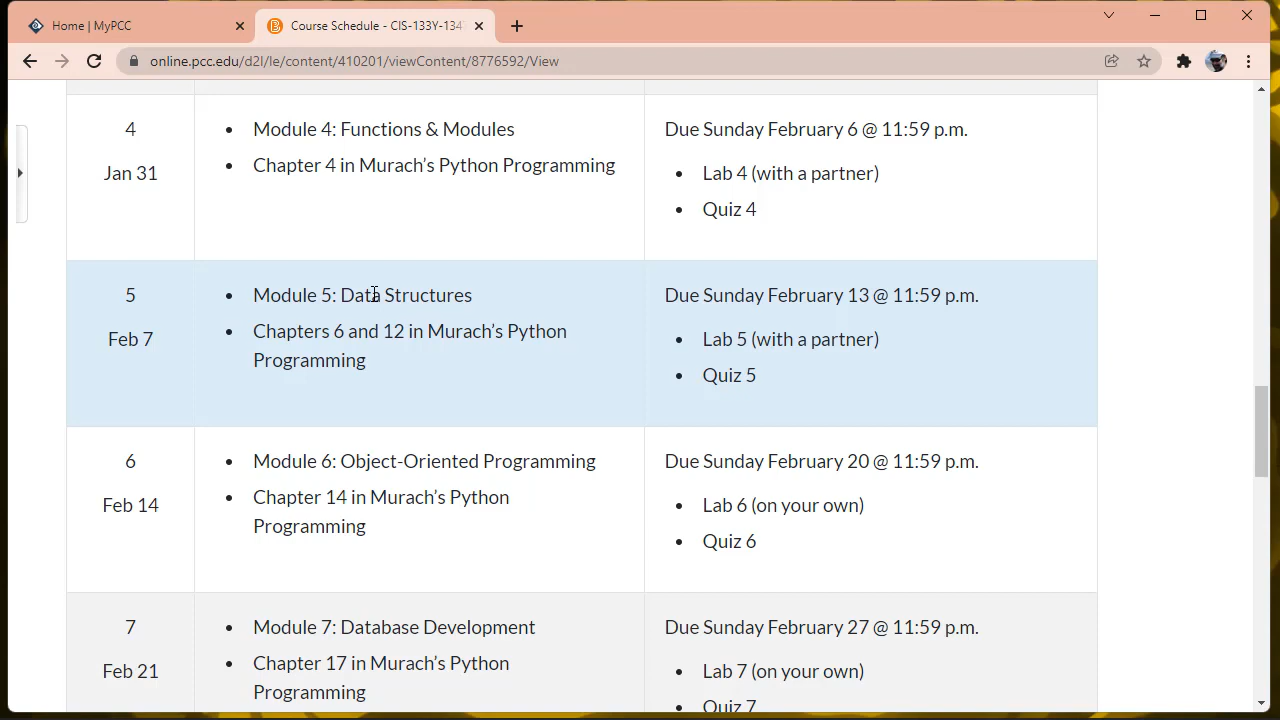 Home | MyPCC
Course Schedule - CIS-133Y-134
online.pcc.edu/d2l/le/content/410201/viewContent/8776592/View
4
Jan 31
• Module 4: Functions & Modules
• Chapter 4 in Murach's Python Programming
Due Sunday February 6 @ 11:59 p.m.
• Lab 4 (with a partner)
• Quiz 4
5
Feb 7
• Module 5: Data Structures
• Chapters 6 and 12 in Murach's Python
Programming
Due Sunday February 13 @ 11:59 p.m.
• Lab 5 (with a partner)
• Quiz 5
6
Feb 14
• Module 6: Object-Oriented Programming
• Chapter 14 in Murach's Python
Programming
Due Sunday February 20 @ 11:59 p.m.
• Lab 6 (on your own)
• Quiz 6
7
Feb 21
• Module 7: Database Development
• Chapter 17 in Murach's Python
Programming
Due Sunday February 27 @ 11:59 p.m.
• Lab 7 (on your own)
Quiz 7